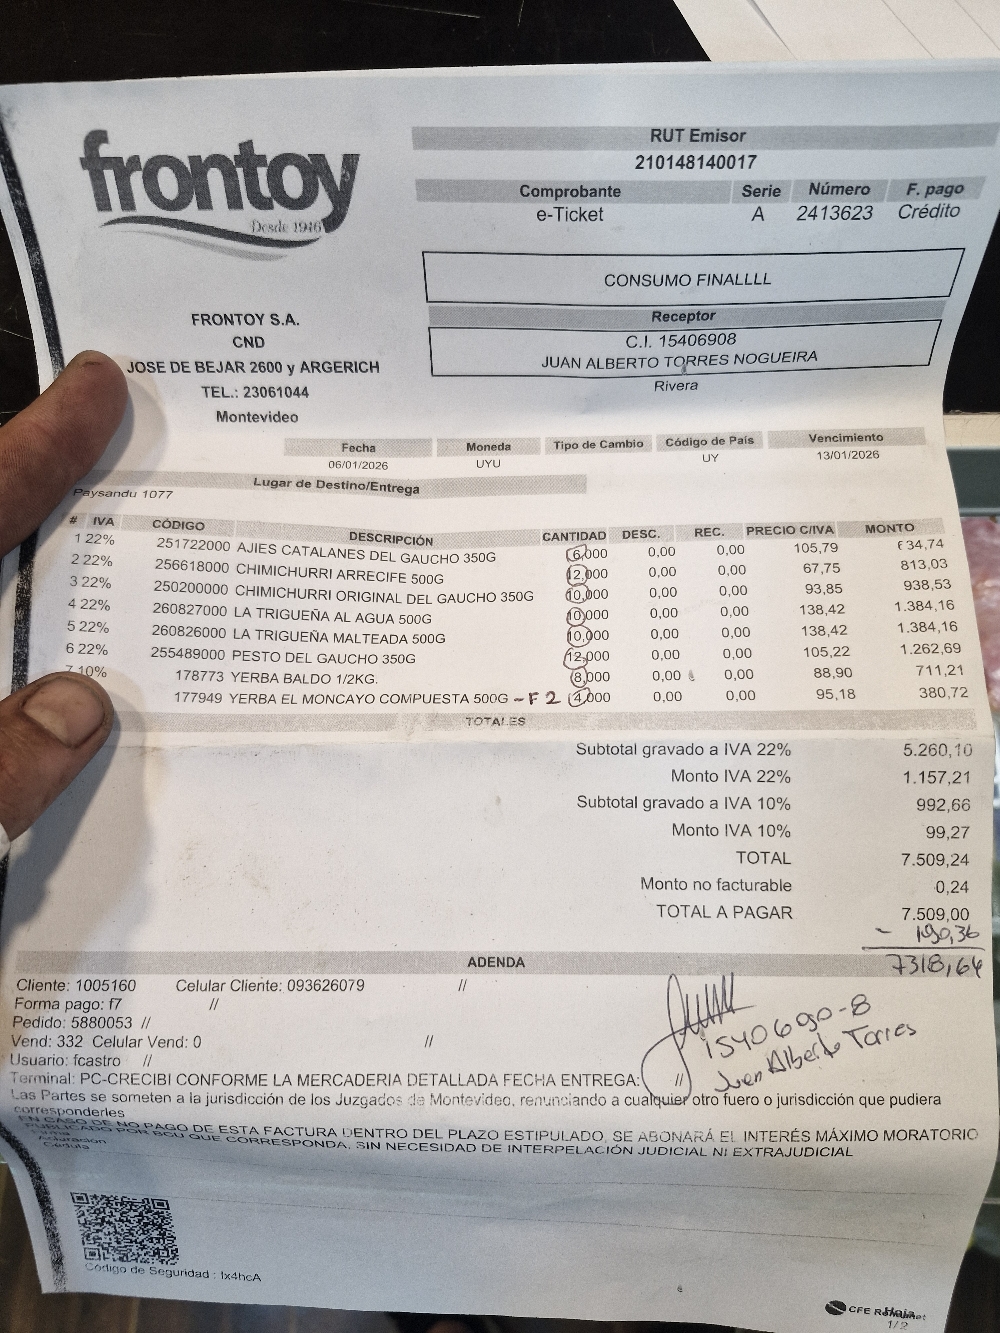 frontoy
Desde 1946
RUT Emisor
210148140017
Comprobante Serie Número F. pago
e-Ticket A 2413623 Crédito
CONSUMO FINALLLL
Receptor
C.I. 15406908
JUAN ALBERTO TORRES NOGUEIRA
Rivera
FRONTOY S.A.
CND
JOSE DE BEJAR 2600 y ARGERICH
TEL.: 23061044
Montevideo
Fecha Moneda Tipo de Cambio Código de País Vencimiento
06/01/2026 UYU UY 13/01/2026
Lugar de Destino/Entrega
Paysandu 1077
# IVA CÓDIGO DESCRIPCIÓN CANTIDAD DESC. REC. PRECIO C/IVA MONTO
1 22% 251722000 AJIES CATALANES DEL GAUCHO 350G 6,000 0,00 0,00 105,79 634,74
2 22% 256618000 CHIMICHURRI ARRECIFE 500G 12,000 0,00 0,00 67,75 813,03
3 22% 250200000 CHIMICHURRI ORIGINAL DEL GAUCHO 350G 10,000 0,00 0,00 93,85 938,53
4 22% 260827000 LA TRIGUEÑA AL AGUA 500G 10,000 0,00 0,00 138,42 1.384,16
5 22% 260826000 LA TRIGUEÑA MALTEADA 500G 10,000 0,00 0,00 138,42 1.384,16
6 22% 255489000 PESTO DEL GAUCHO 350G 12,000 0,00 0,00 105,22 1.262,69
7 10% 178773 YERBA BALDO 1/2KG. 8,000 0,00 0,00 88,90 711,21
177949 YERBA EL MONCAYO COMPUESTA 500G - F 2 4,000 0,00 0,00 95,18 380,72
TOTALES
Subtotal gravado a IVA 22% 5.260,10
Monto IVA 22% 1.157,21
Subtotal gravado a IVA 10% 992,66
Monto IVA 10% 99,27
TOTAL 7.509,24
Monto no facturable 0,24
TOTAL A PAGAR 7.509,00
- 190,36
7318,64
ADENDA
Cliente: 1005160 Celular Cliente: 093626079 //
Forma pago: f7 //
Pedido: 5880053 //
Vend: 332 Celular Vend: 0 //
Usuario: fcastro //
1540690-8
Juan Alberto Torres
Terminal: PC-CRECIBI CONFORME LA MERCADERIA DETALLADA FECHA ENTREGA: //
Las Partes se someten a la jurisdicción de los Juzgados de Montevideo, renunciando a cualquier otro fuero o jurisdicción que pudiera
corresponderles
EN CASO DE NO PAGO DE ESTA FACTURA DENTRO DEL PLAZO ESTIPULADO, SE ABONARÁ EL INTERÉS MÁXIMO MORATORIO
PUBLICADO POR BCU QUE CORRESPONDA, SIN NECESIDAD DE INTERPELACIÓN JUDICIAL NI EXTRAJUDICIAL
Aclaración
Cédula
Código de Seguridad : Ix4hcA
CFE
Hoja
1/2